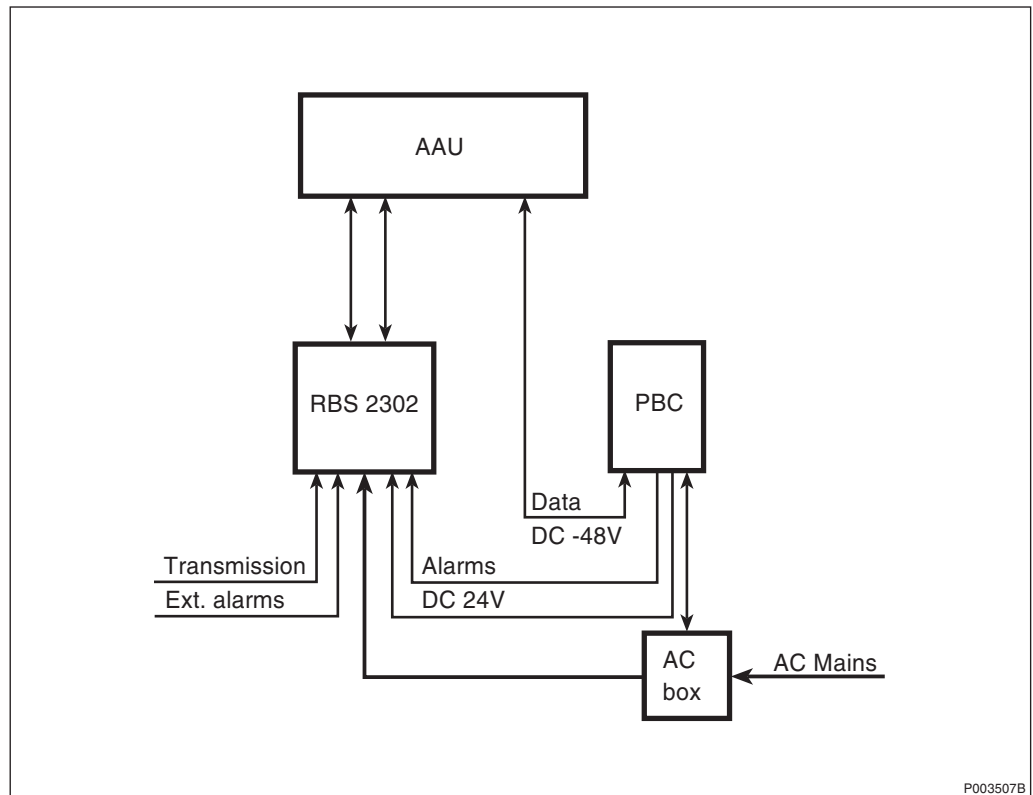 AAU
RBS 2302
PBC
Data
DC -48V
Transmission
Ext. alarms
Alarms
DC 24V
AC
box
AC Mains
P003507B